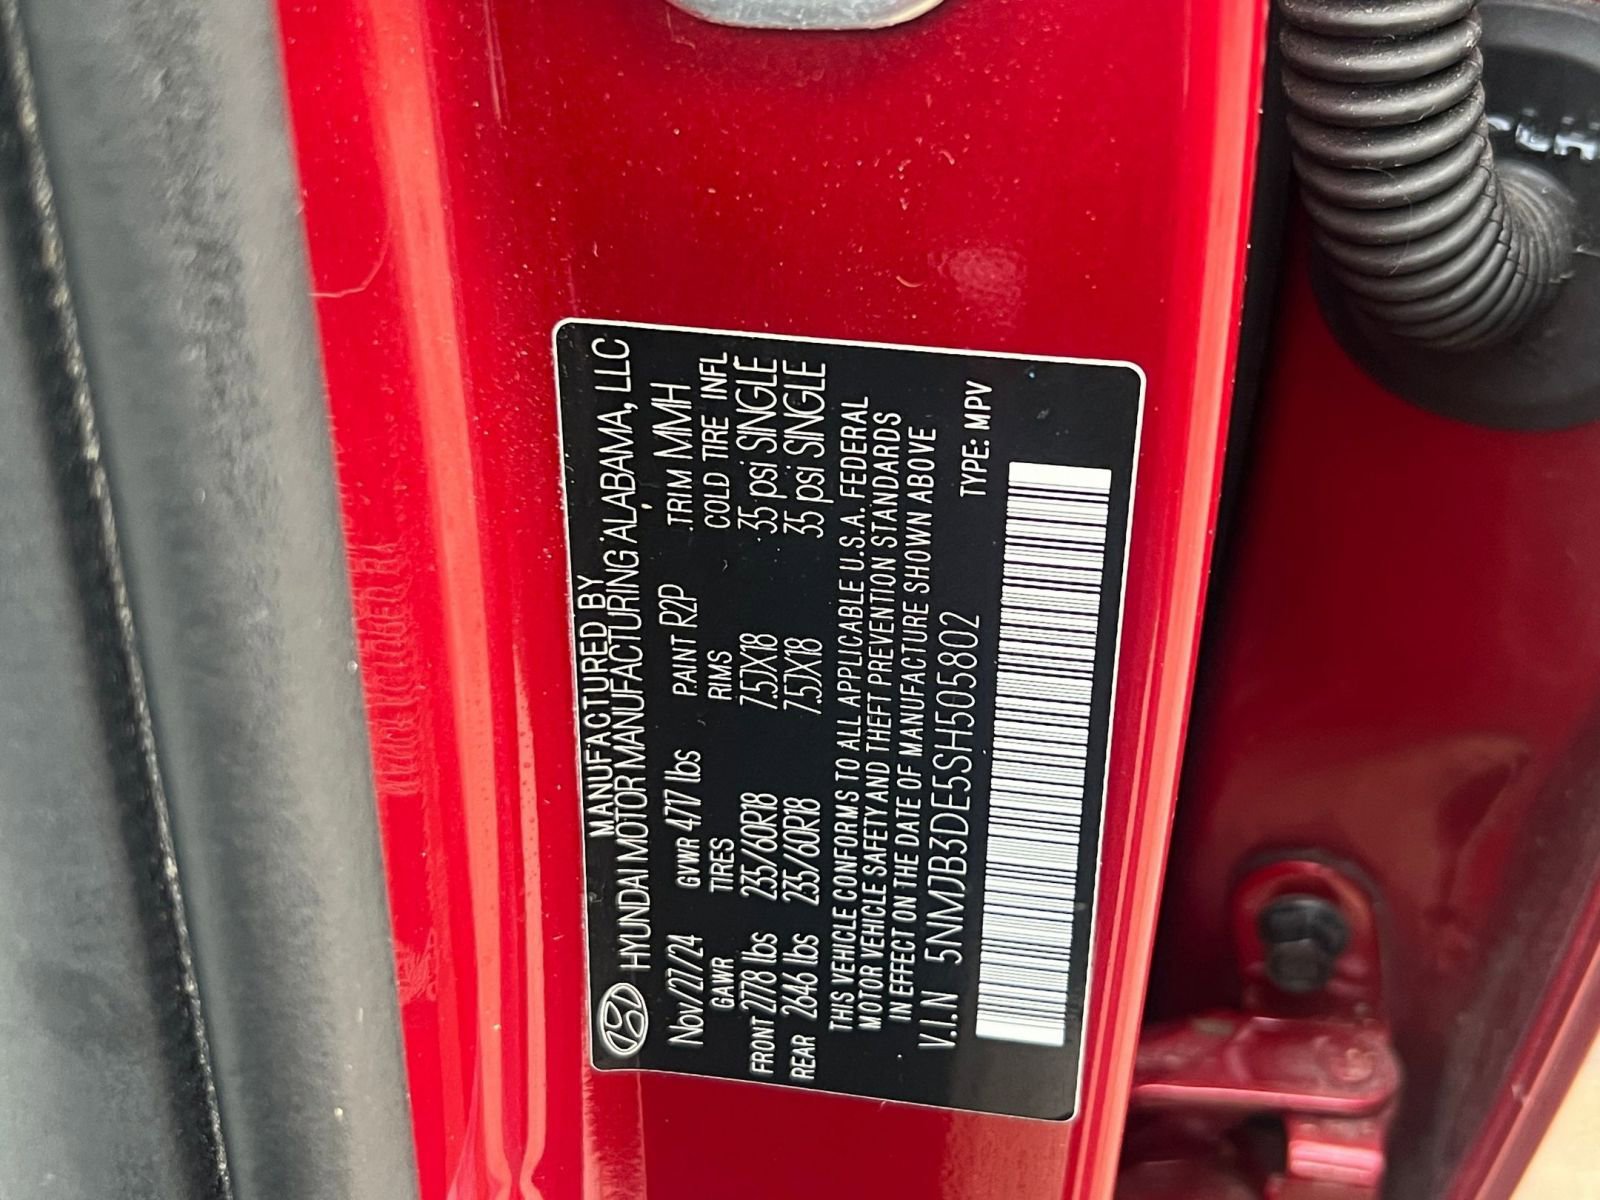 MANUFACTURED BY
HYUNDAI MOTOR MANUFACTURING ALABAMA, LLC
Nov/27/24 GVWR 4717 lbs PAINT R2P TRIM MMH
GAWR TIRES RIMS COLD TIRE INFL
FRONT 2778 lbs 235/60R18 7.5JX18 35 psi SINGLE
REAR 2646 lbs 235/60R18 7.5JX18 35 psi SINGLE
THIS VEHICLE CONFORMS TO ALL APPLICABLE U.S.A. FEDERAL
MOTOR VEHICLE SAFETY AND THEFT PREVENTION STANDARDS
IN EFFECT ON THE DATE OF MANUFACTURE SHOWN ABOVE
V.I.N 5NMJB3DE5SH505802 TYPE: MPV